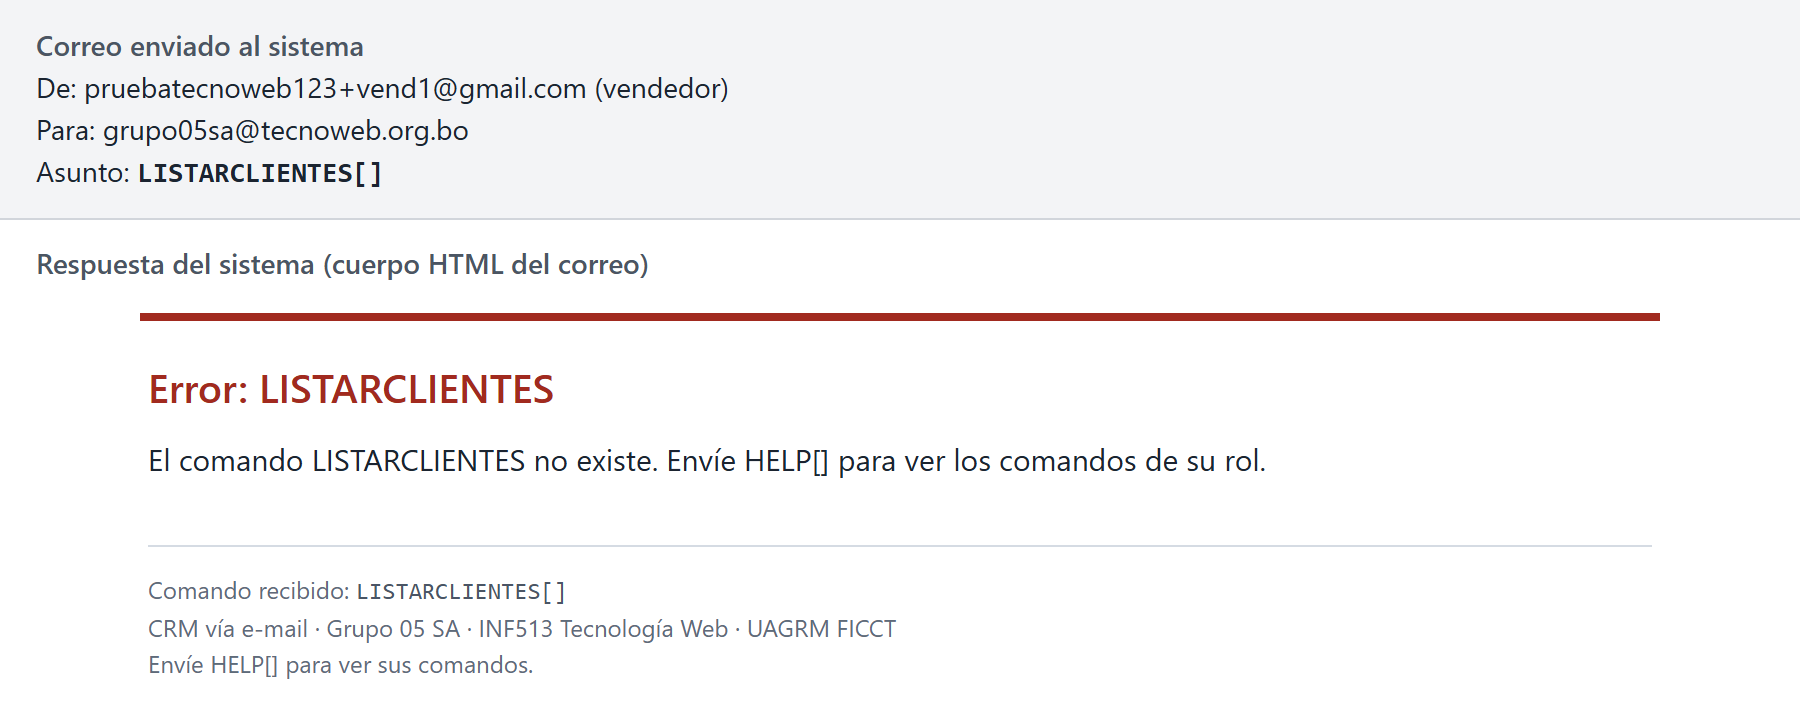 Correo enviado al sistema
De: pruebatecnoweb123+vend1@gmail.com (vendedor)
Para: grupo05sa@tecnoweb.org.bo
Asunto: LISTARCLIENTES[]
Respuesta del sistema (cuerpo HTML del correo)
Error: LISTARCLIENTES
El comando LISTARCLIENTES no existe. Envíe HELP[] para ver los comandos de su rol.
Comando recibido: LISTARCLIENTES[]
CRM vía e-mail · Grupo 05 SA · INF513 Tecnología Web · UAGRM FICCT
Envíe HELP[] para ver sus comandos.